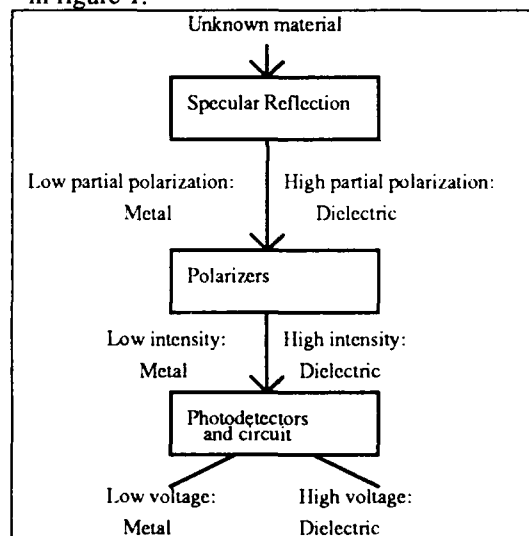 in figure 1.
Unknown material
Specular Reflection
Low partial polarization: High partial polarization:
Metal Dielectric
Polarizers
Low intensity: High intensity:
Metal Dielectric
Photodetectors
and circuit
Low voltage: High voltage:
Metal Dielectric